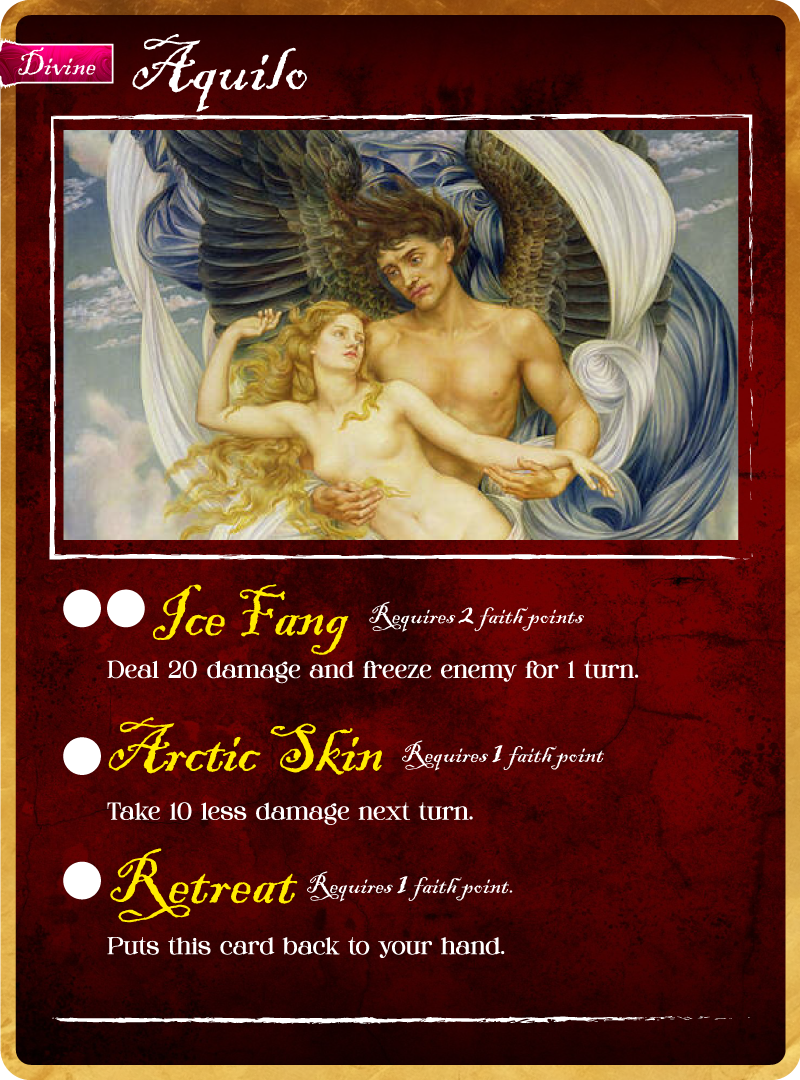 Divine
Aquilo
Ice Fang Requires 2 faith points
Deal 20 damage and freeze enemy for 1 turn.
Arctic Skin Requires 1 faith point
Take 10 less damage next turn.
Retreat Requires 1 faith point.
Puts this card back to your hand.